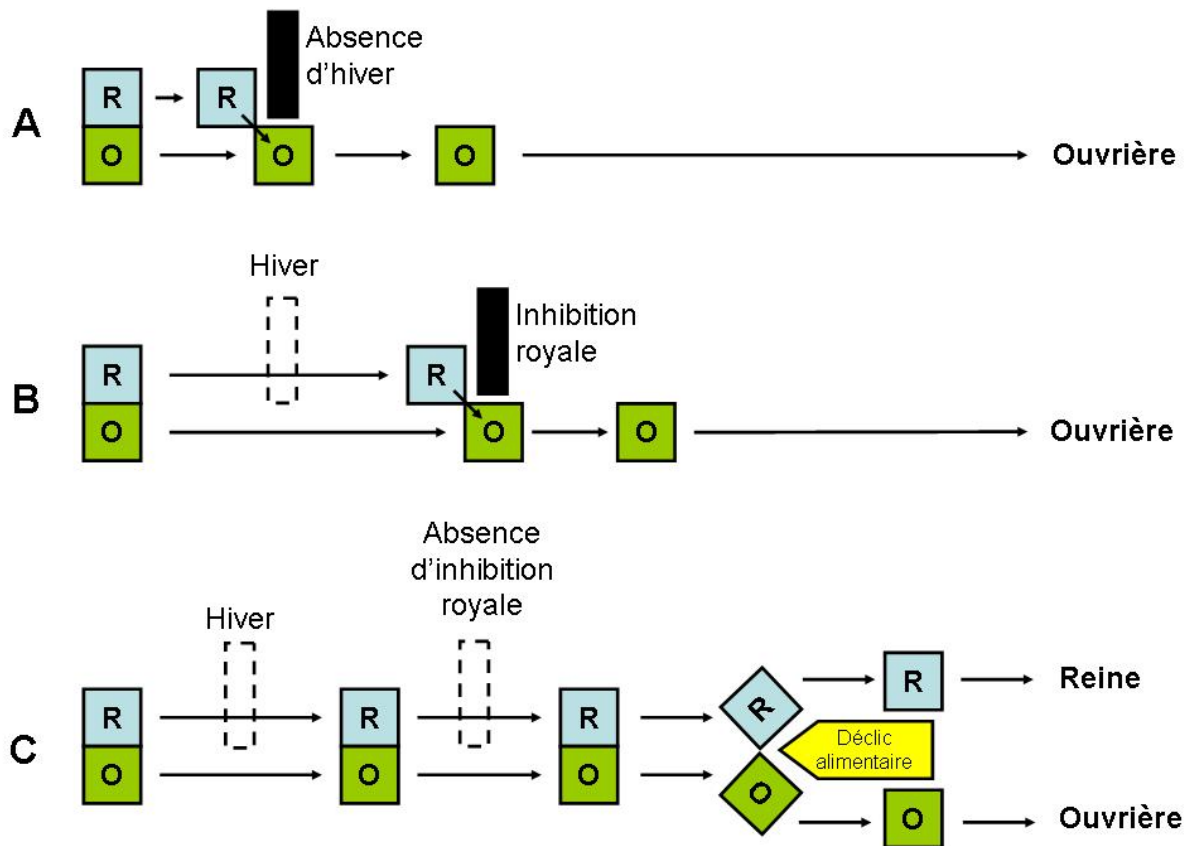 Absence
d'hiver
A
R
R
O
O
O
Ouvrière
Hiver
Inhibition
royale
B
R
R
O
O
O
Ouvrière
Absence
d'inhibition
royale
Hiver
C
R
R
R
R
R
Reine
Déclic
alimentaire
O
O
O
O
O
Ouvrière